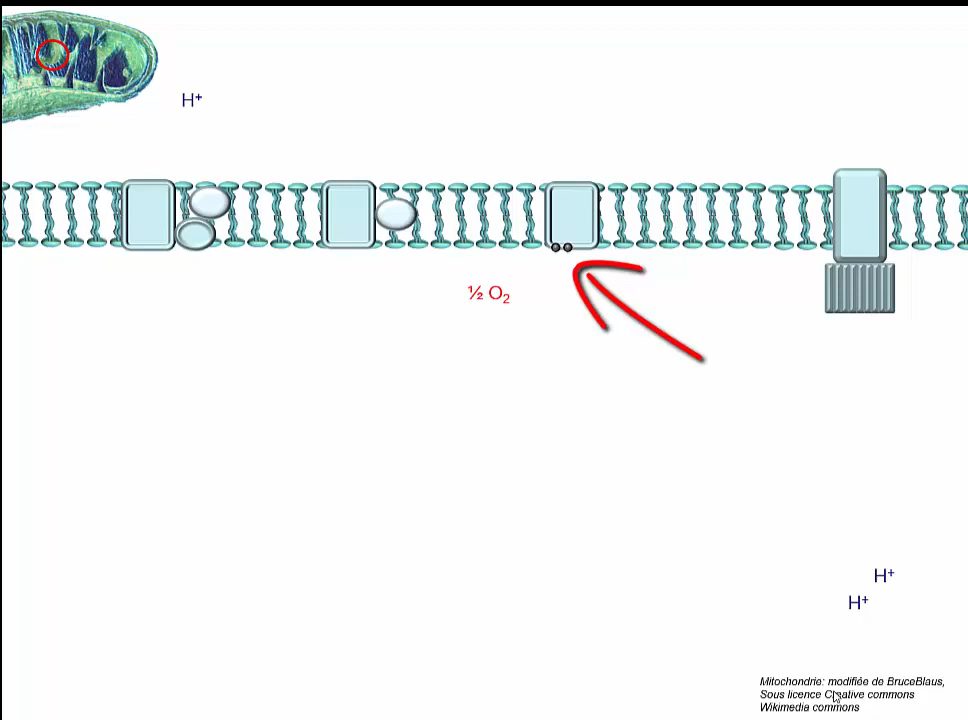 H⁺
½ O₂
H⁺
H⁺
Mitochondrie: modifiée de BruceBlaus,
Sous licence Creative commons
Wikimedia commons